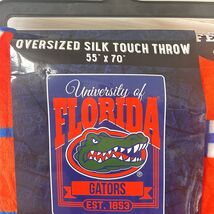 OVERSIZED SILK TOUCH THROW
55" x 70"
University of
FLORIDA
GATORS
EST. 1853